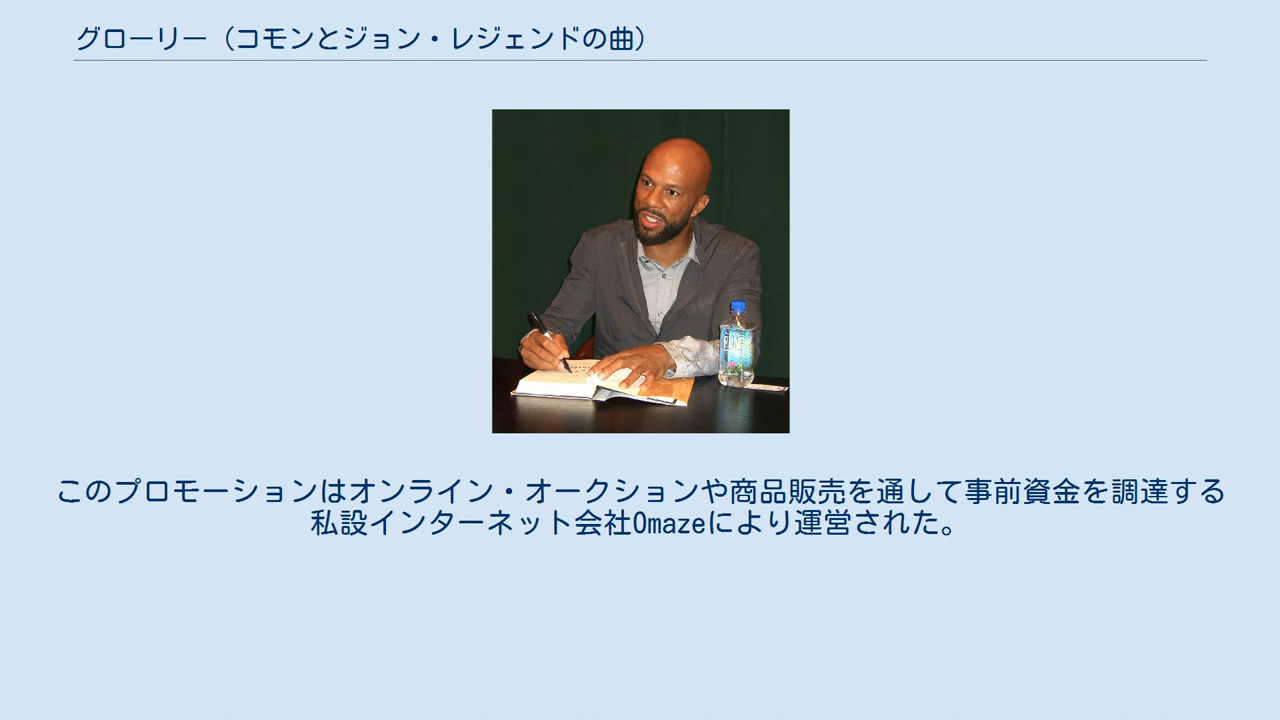 グローリー（コモンとジョン・レジェンドの曲）
このプロモーションはオンライン・オークションや商品販売を通して事前資金を調達する
私設インターネット会社Omazeにより運営された。